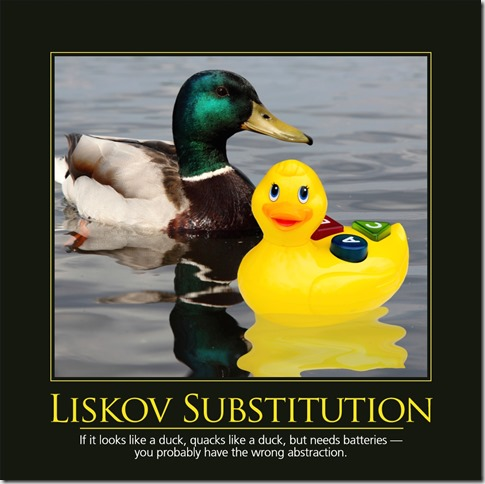 LISKOV SUBSTITUTION
If it looks like a duck, quacks like a duck, but needs batteries —
you probably have the wrong abstraction.